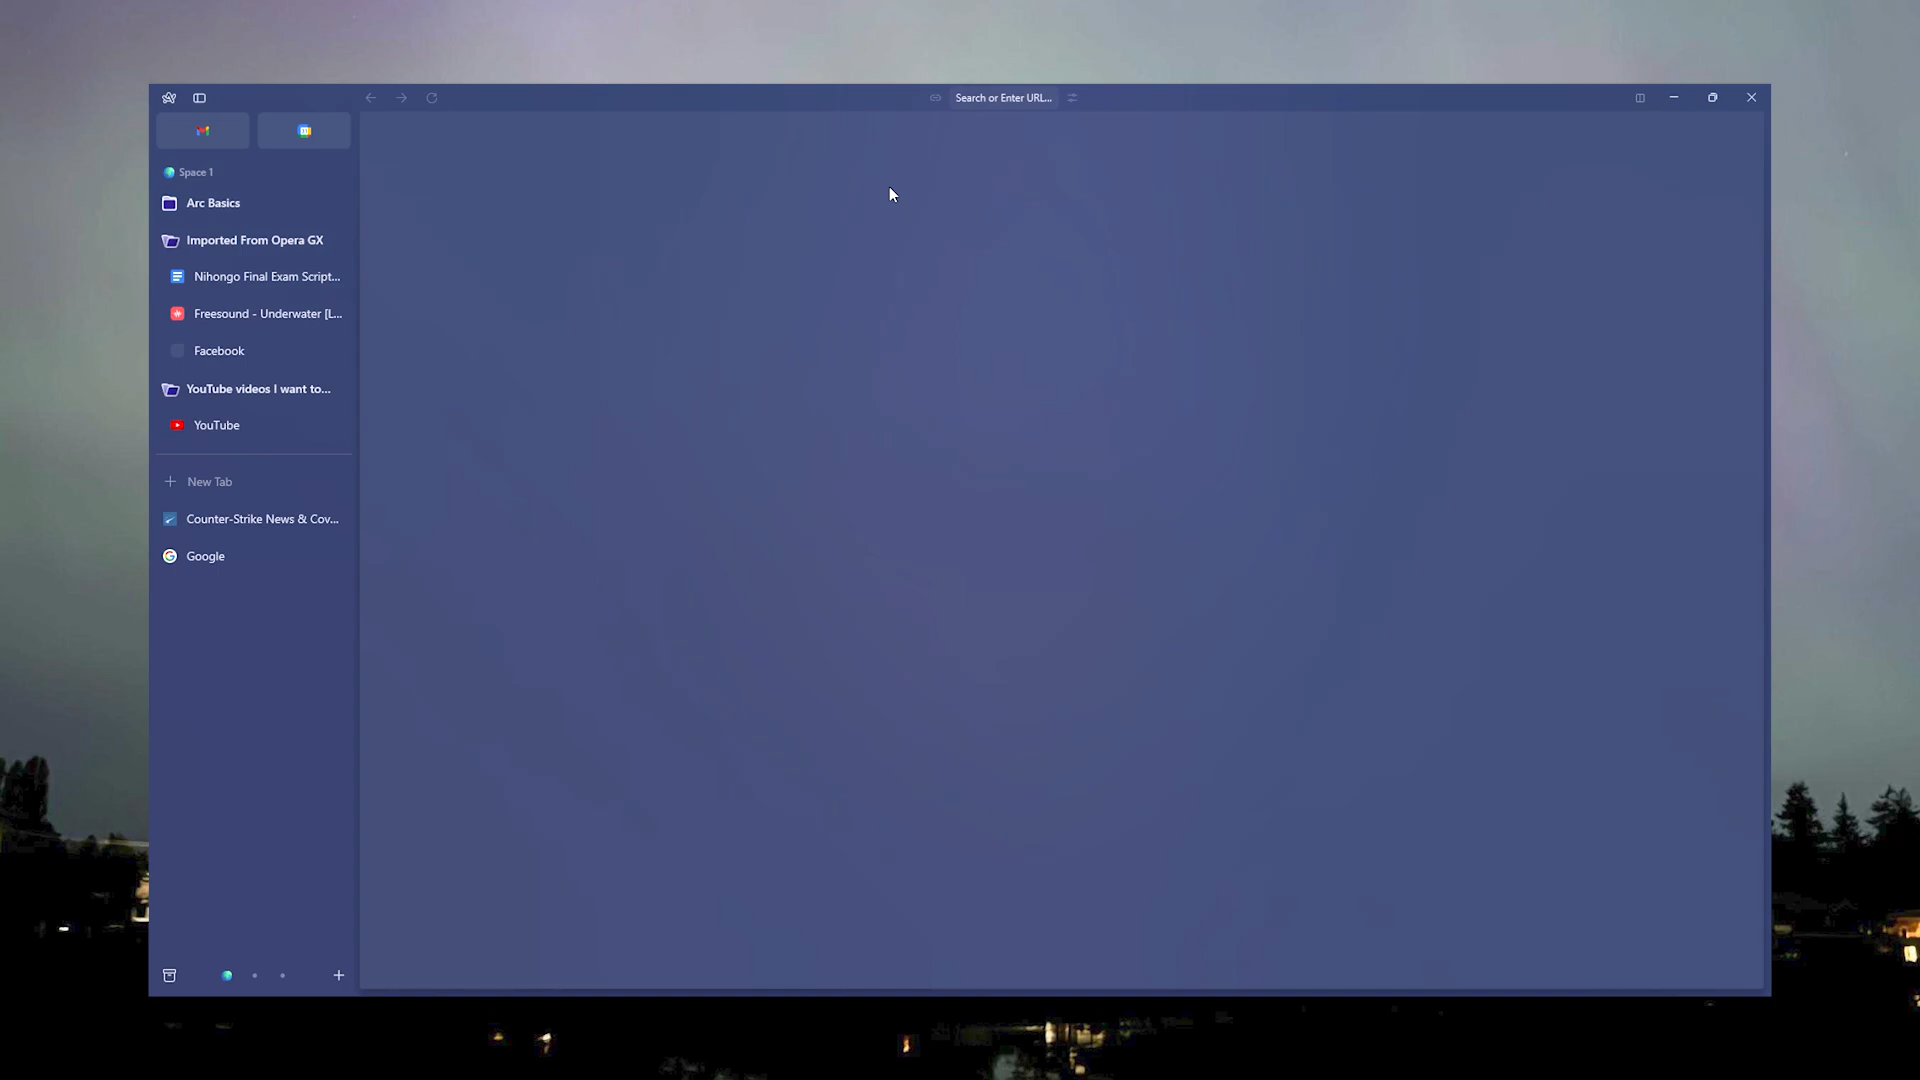 Search or Enter URL...
Space 1
Arc Basics
Imported From Opera GX
Nihongo Final Exam Script...
Freesound - Underwater [L...
Facebook
YouTube videos I want to...
YouTube
New Tab
Counter-Strike News & Cov...
Google